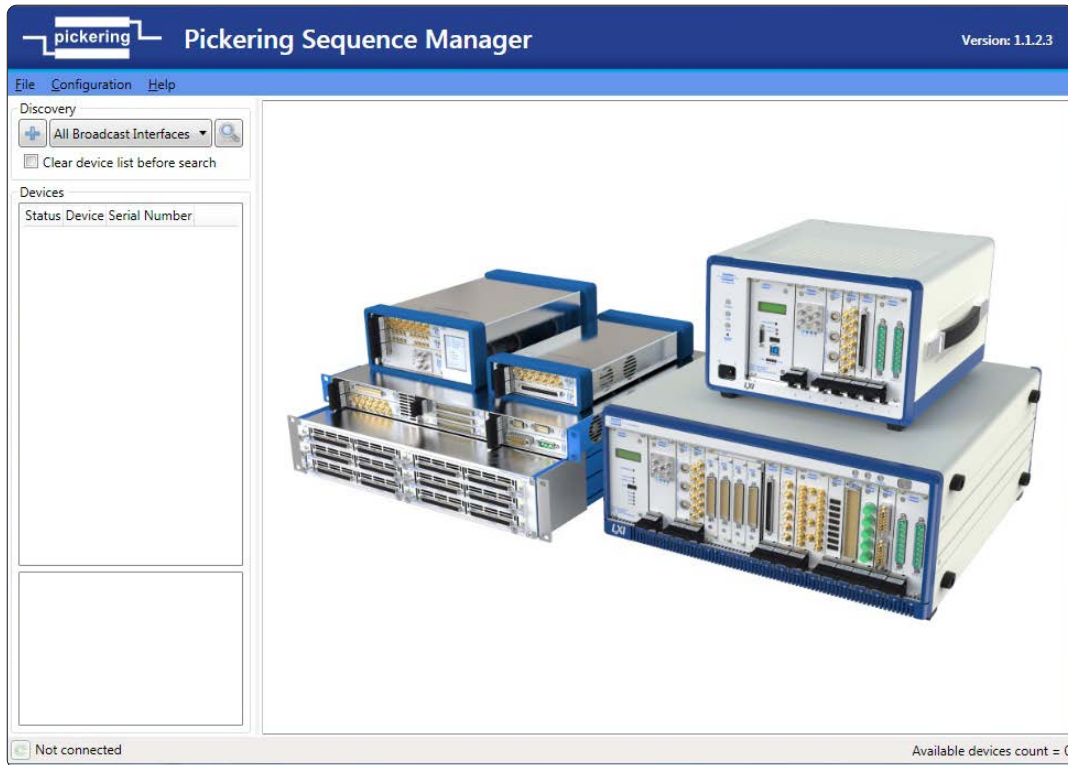 pickering
Pickering Sequence Manager
Version: 1.1.2.3
File Configuration Help
Discovery
All Broadcast Interfaces
Clear device list before search
Devices
Status Device Serial Number
LXI
LXI
Not connected
Available devices count = 0